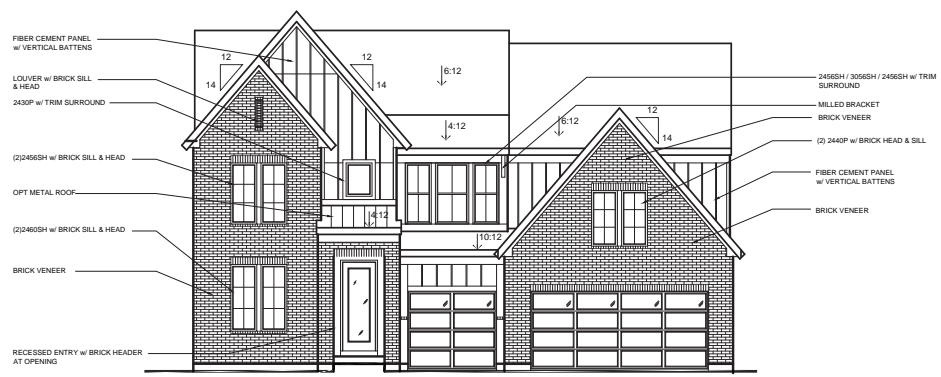 FIBER CEMENT PANEL
w/ VERTICAL BATTENS
LOUVER w/ BRICK SILL
& HEAD
2430P w/ TRIM SURROUND
(2)2456SH w/ BRICK SILL & HEAD
OPT METAL ROOF
(2)2460SH w/ BRICK SILL & HEAD
BRICK VENEER
RECESSED ENTRY w/ BRICK HEADER
AT OPENING
12
14
12
14
6:12
4:12
6:12
12
14
4:12
10:12
2456SH / 3056SH / 2456SH w/ TRIM
SURROUND
MILLED BRACKET
BRICK VENEER
(2) 2440P w/ BRICK HEAD & SILL
FIBER CEMENT PANEL
w/ VERTICAL BATTENS
BRICK VENEER